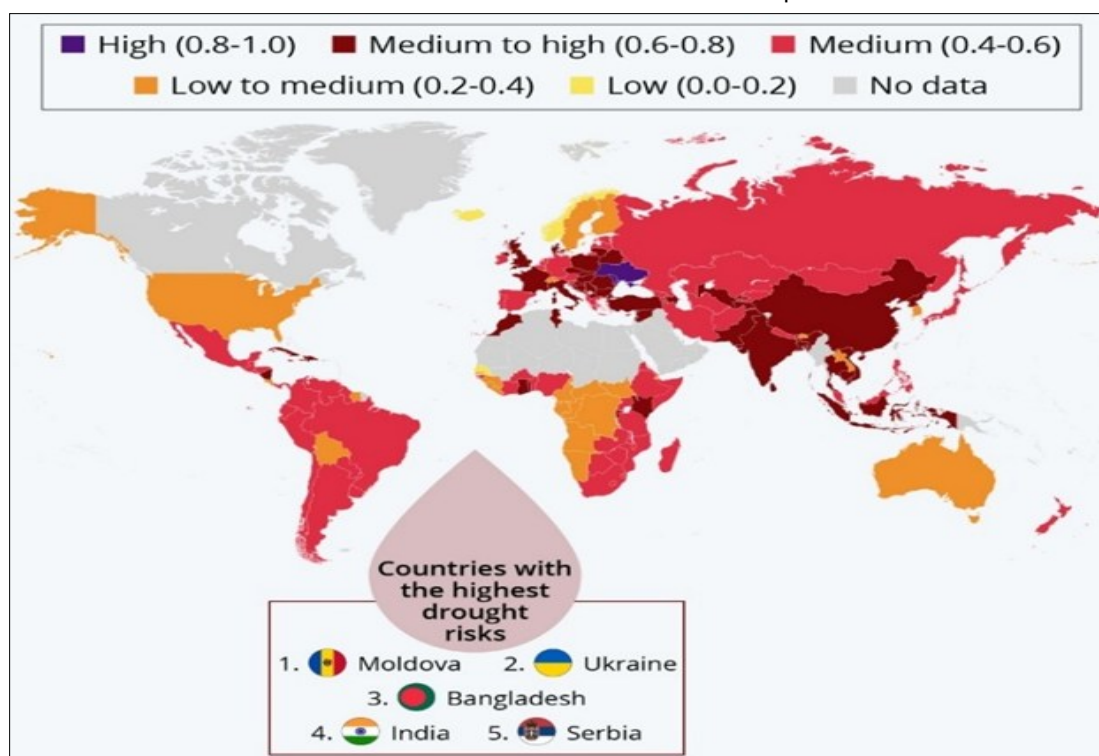 High (0.8-1.0) Medium to high (0.6-0.8) Medium (0.4-0.6)
Low to medium (0.2-0.4) Low (0.0-0.2) No data
Countries with
the highest
drought
risks
1. Moldova 2. Ukraine
3. Bangladesh
4. India 5. Serbia